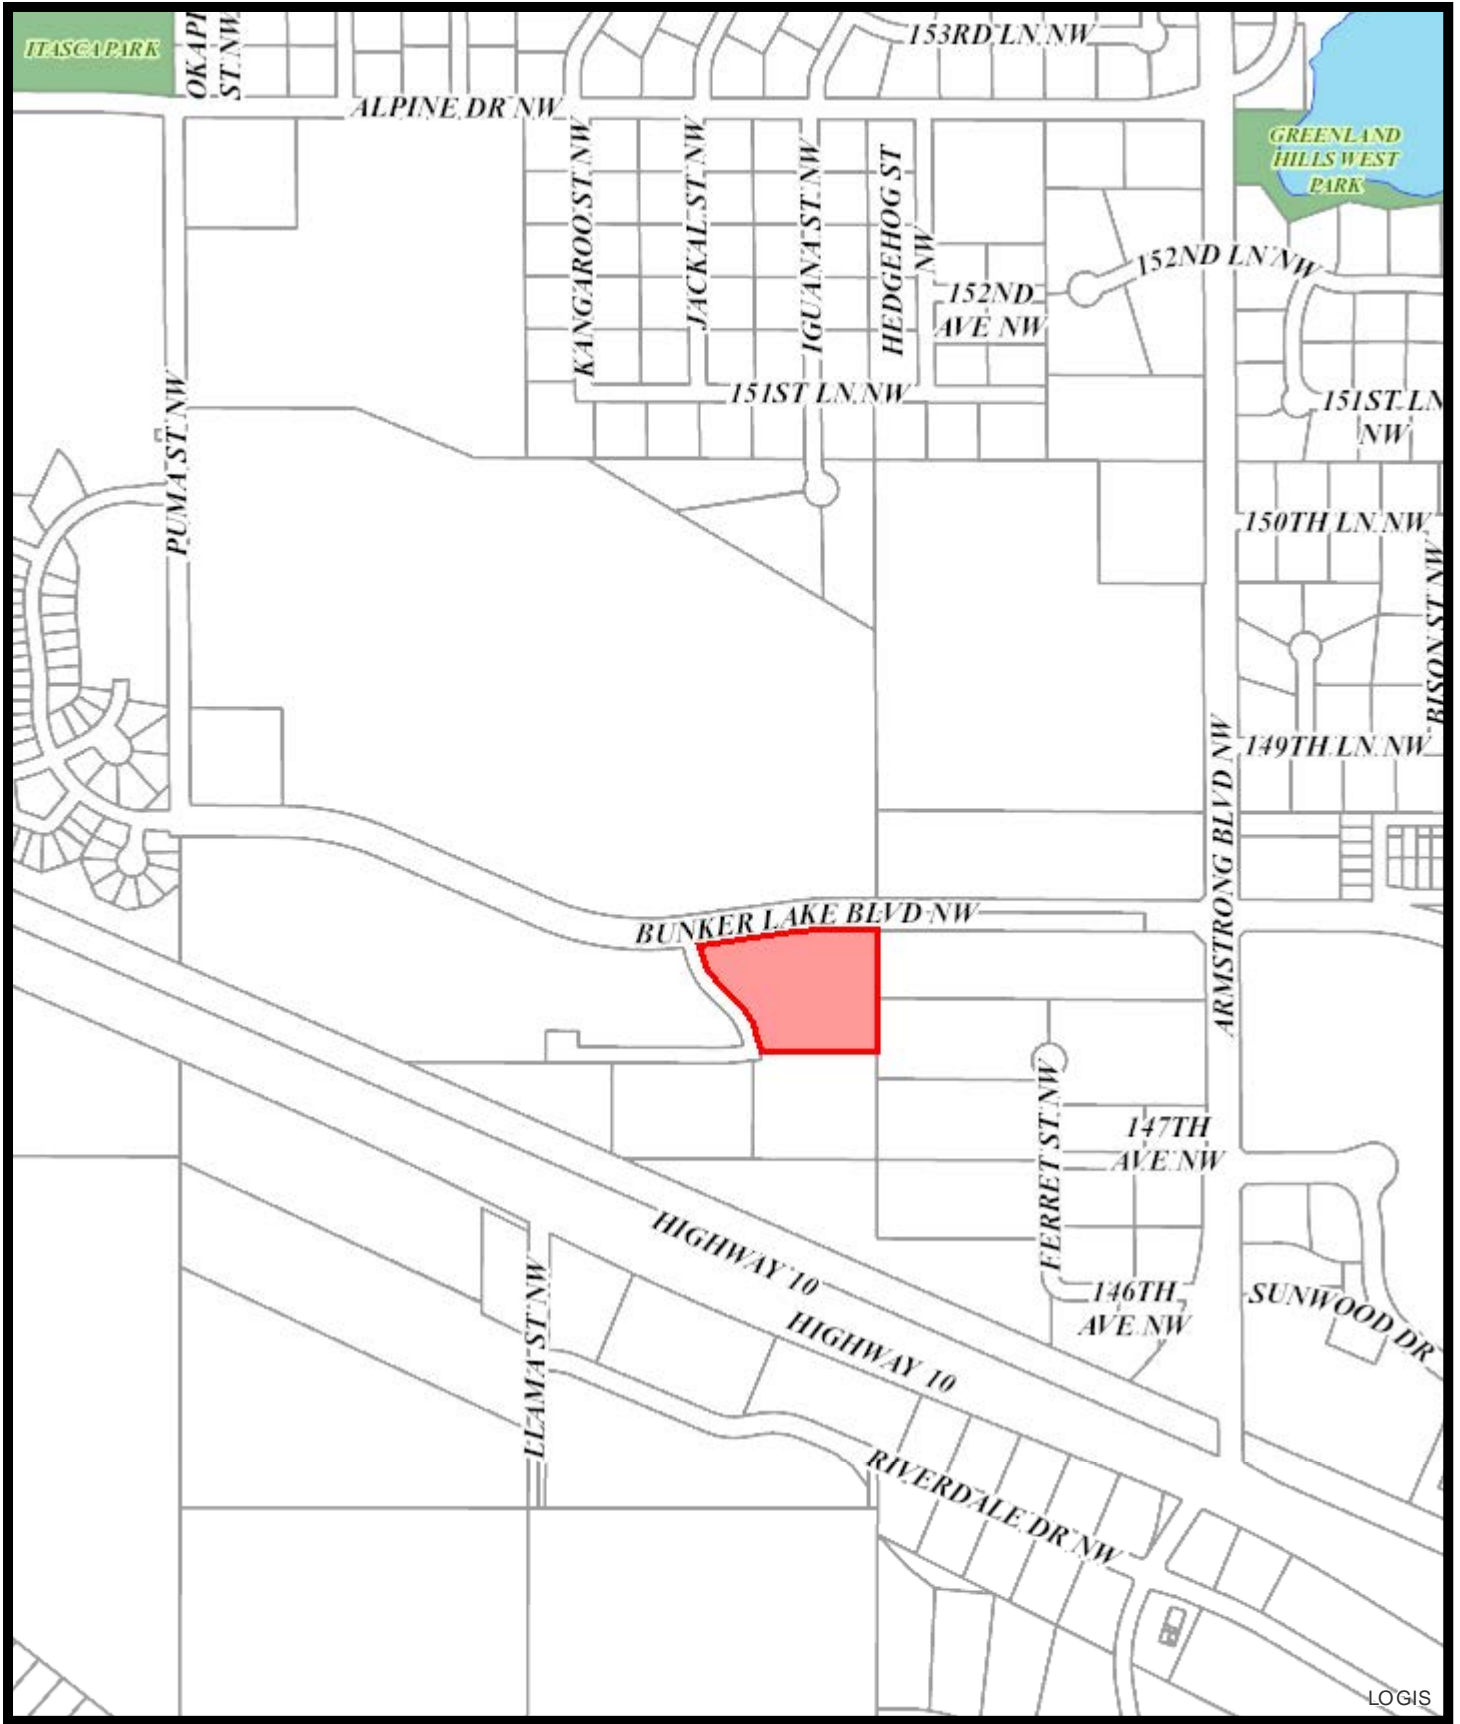 153RD LN NW
ITASCA PARK
OKAPI
ST NW
ALPINE DR NW
GREENLAND
HILLS WEST
PARK
KANGAROO ST NW
JACKAL ST NW
IGUANA ST NW
HEDGEHOG ST
NW
152ND LN NW
152ND
AVE NW
151ST LN NW
151ST LN
NW
PUMA ST NW
150TH LN NW
BISON ST NW
149TH LN NW
ARMSTRONG BLVD NW
BUNKER LAKE BLVD NW
FERRET ST NW
147TH
AVE NW
HIGHWAY 10
146TH
AVE NW
SUNWOOD DR
LLAMA ST NW
HIGHWAY 10
RIVERDALE DR NW
LOGIS